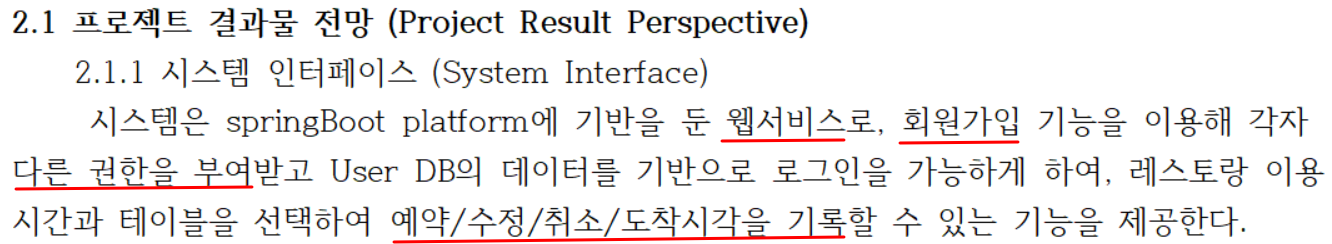 2.1 프로젝트 결과물 전망 (Project Result Perspective)
2.1.1 시스템 인터페이스 (System Interface)
시스템은 springBoot platform에 기반을 둔 웹서비스로, 회원가입 기능을 이용해 각자
다른 권한을 부여받고 User DB의 데이터를 기반으로 로그인을 가능하게 하여, 레스토랑 이용
시간과 테이블을 선택하여 예약/수정/취소/도착시각을 기록할 수 있는 기능을 제공한다.